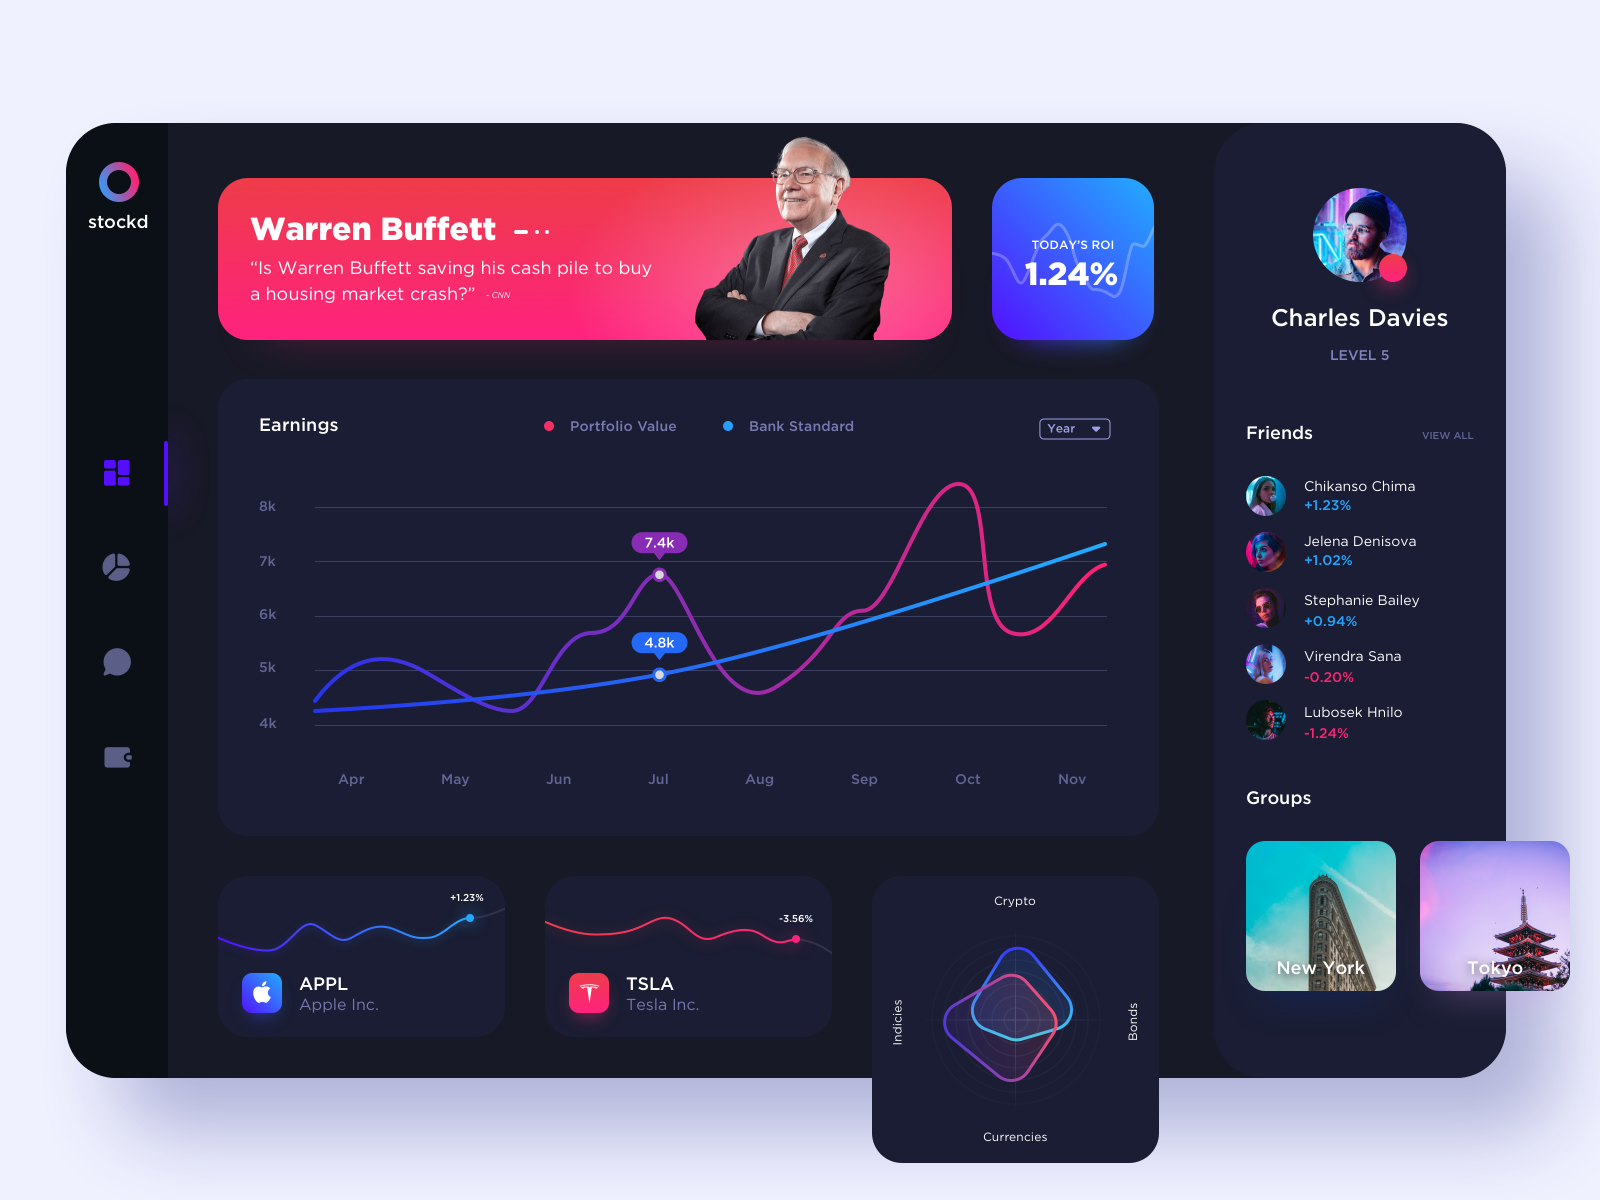 stockd
Warren Buffett
“Is Warren Buffett saving his cash pile to buy
a housing market crash?” - CNN
TODAY'S ROI
1.24%
Charles Davies
LEVEL 5
Earnings
Portfolio Value
Bank Standard
Year
8k
7k
6k
5k
4k
7.4k
4.8k
Apr May Jun Jul Aug Sep Oct Nov
Friends
VIEW ALL
Chikanso Chima
+1.23%
Jelena Denisova
+1.02%
Stephanie Bailey
+0.94%
Virendra Sana
-0.20%
Lubosek Hnilo
-1.24%
Groups
New York
Tokyo
+1.23%
APPL
Apple Inc.
-3.56%
TSLA
Tesla Inc.
Crypto
Indicies
Bonds
Currencies